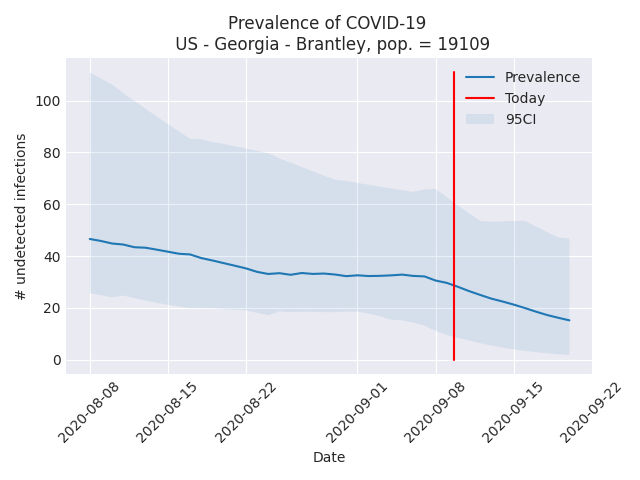 Prevalence of COVID-19
US - Georgia - Brantley, pop. = 19109
Prevalence
Today
95CI
# undetected infections
100
80
60
40
20
0
2020-08-08
2020-08-15
2020-08-22
2020-09-01
2020-09-08
2020-09-15
2020-09-22
Date